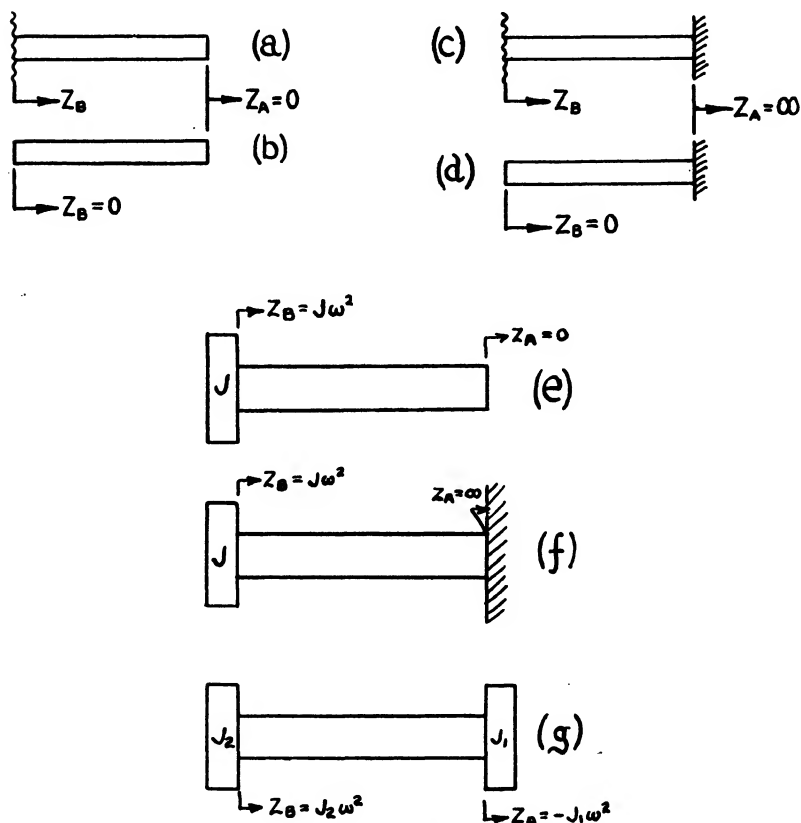 (a)
(c)
Z_B
Z_A=0
Z_B
Z_A=∞
(b)
(d)
Z_B=0
Z_B=0
Z_B=Jω²
Z_A=0
J
(e)
Z_B=Jω²
Z_A=∞
J
(f)
J₂
J₁
(g)
Z_B=J₂ω²
Z_A=-J₁ω²